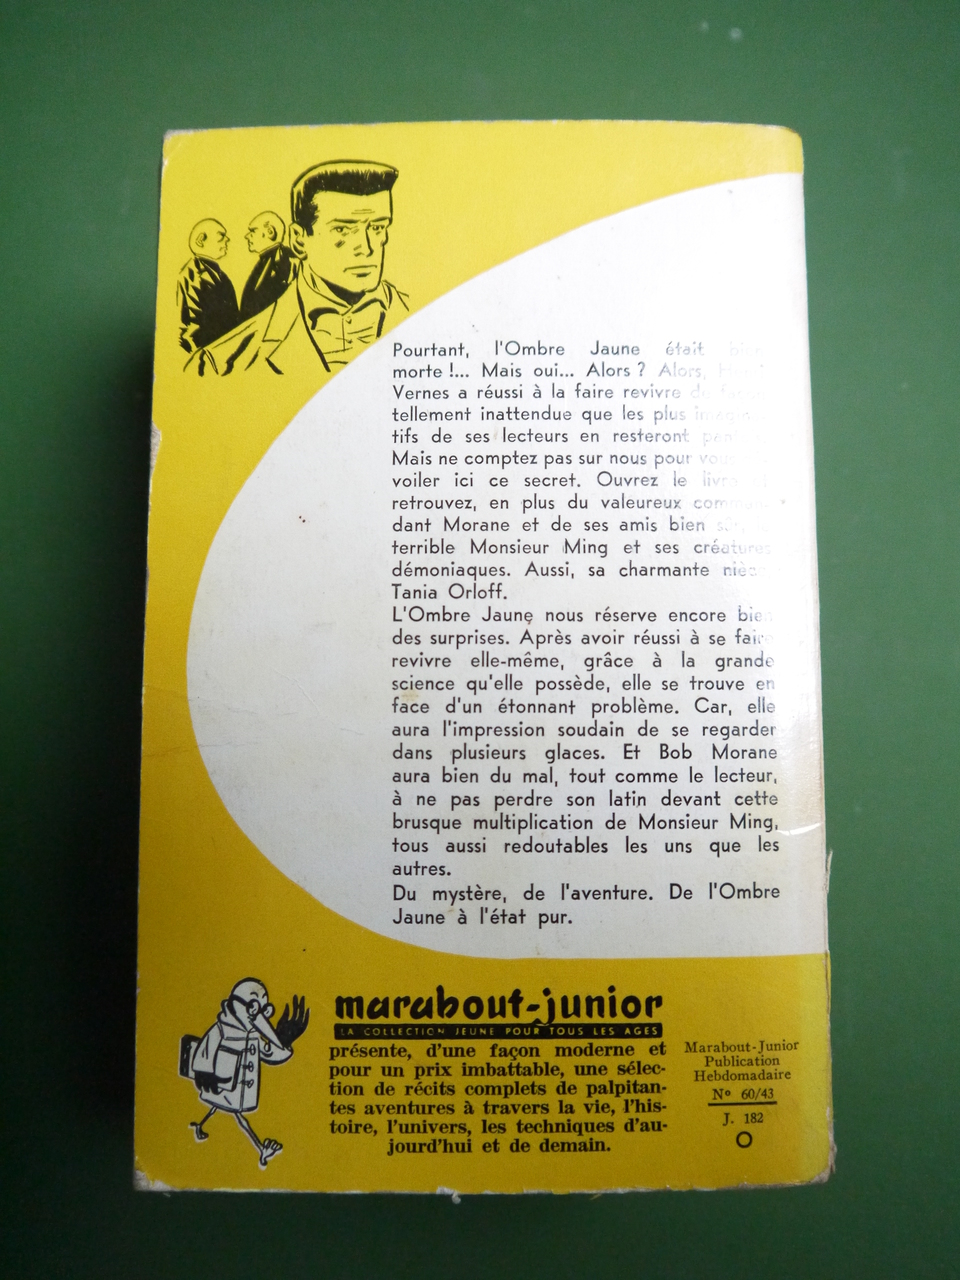 Pourtant, l'Ombre Jaune était bien
morte !... Mais oui... Alors ? Alors,
Vernes a réussi à la faire revivre de
tellement inattendue que les plus
tifs de ses lecteurs en resteront
Mais ne comptez pas sur nous pour
voiler ici ce secret. Ouvrez le livre
retrouvez, en plus du valeureux comman-
dant Morane et de ses amis bien
terrible Monsieur Ming et ses créatures
démoniaques. Aussi, sa charmante nièce
Tania Orloff.
L'Ombre Jaune nous réserve encore bien
des surprises. Après avoir réussi à se faire
revivre elle-même, grâce à la grande
science qu'elle possède, elle se trouve en
face d'un étonnant problème. Car, elle
aura l'impression soudain de se regarder
dans plusieurs glaces. Et Bob Morane
aura bien du mal, tout comme le lecteur,
à ne pas perdre son latin devant cette
brusque multiplication de Monsieur Ming,
tous aussi redoutables les uns que les
autres.
Du mystère, de l'aventure. De l'Ombre
Jaune à l'état pur.
marabout-junior
LA COLLECTION JEUNE POUR TOUS LES AGES
présente, d'une façon moderne et
pour un prix imbattable, une sélec-
tion de récits complets de palpitan-
tes aventures à travers la vie, l'his-
toire, l'univers, les techniques d'au-
jourd'hui et de demain.
Marabout-Junior
Publication
Hebdomadaire
N° 60/43
J. 182
O